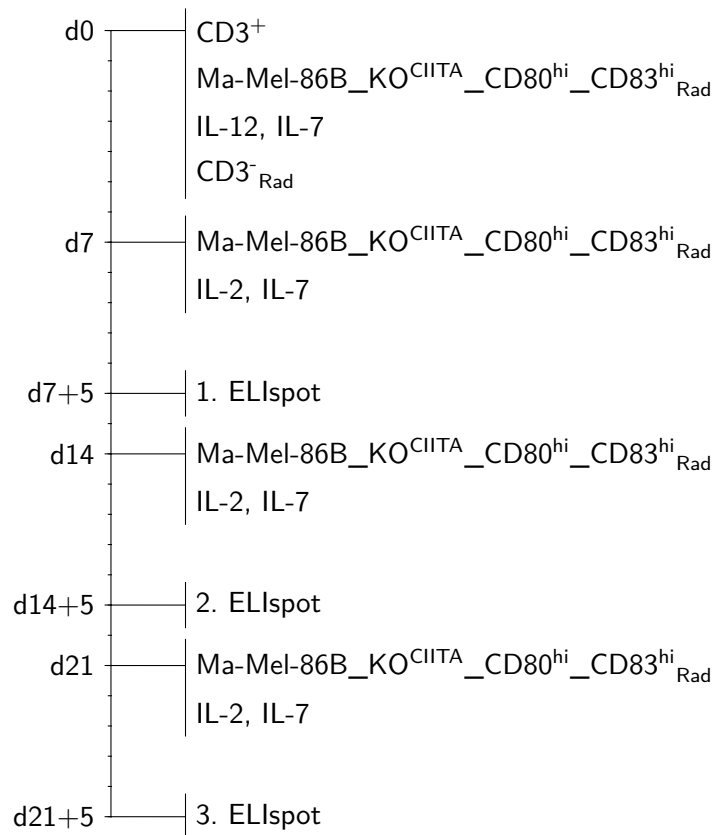 d0 CD3⁺
Ma-Mel-86B_KO^CIITA_CD80^hi_CD83^hi_Rad
IL-12, IL-7
CD3⁻_Rad
d7 Ma-Mel-86B_KO^CIITA_CD80^hi_CD83^hi_Rad
IL-2, IL-7
d7+5 1. ELIspot
d14 Ma-Mel-86B_KO^CIITA_CD80^hi_CD83^hi_Rad
IL-2, IL-7
d14+5 2. ELIspot
d21 Ma-Mel-86B_KO^CIITA_CD80^hi_CD83^hi_Rad
IL-2, IL-7
d21+5 3. ELIspot